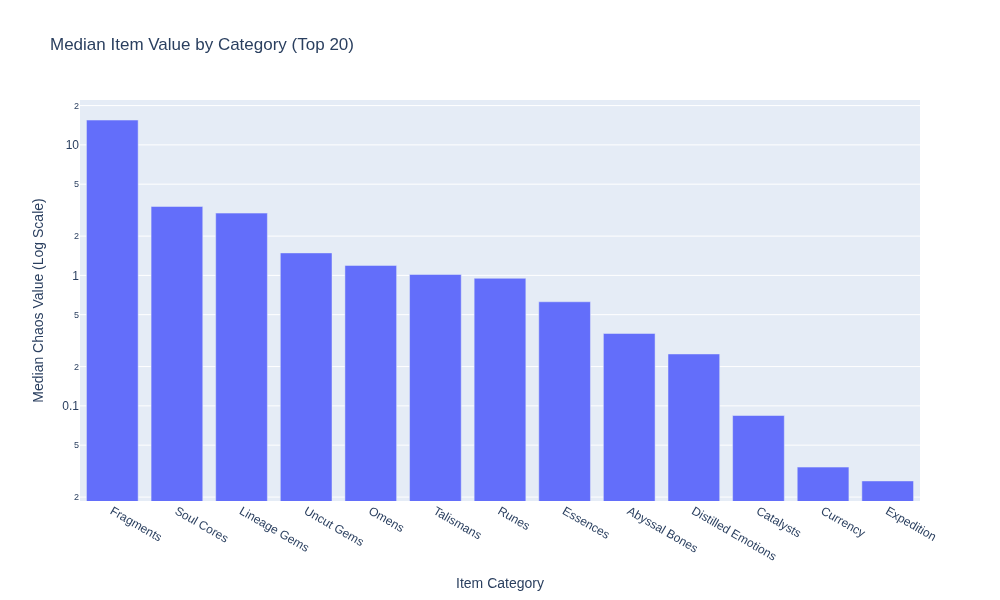 Median Item Value by Category (Top 20)
2
10
5
2
1
5
2
0.1
5
2
Median Chaos Value (Log Scale)
Fragments
Soul Cores
Lineage Gems
Uncut Gems
Omens
Talismans
Runes
Essences
Abyssal Bones
Distilled Emotions
Catalysts
Currency
Expedition
Item Category